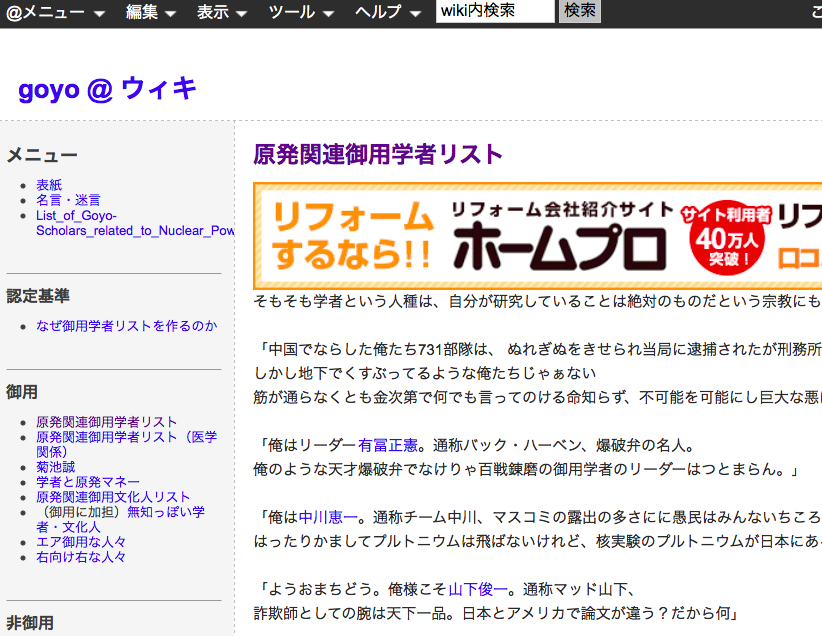 @メニュー 編集 表示 ツール ヘルプ wiki内検索 検索
goyo @ ウィキ
メニュー
表紙
名言・迷言
List_of_Goyo-
Scholars_related_to_Nuclear_Pow
認定基準
なぜ御用学者リストを作るのか
御用
原発関連御用学者リスト
原発関連御用学者リスト（医学
関係）
菊池誠
学者と原発マネー
原発関連御用文化人リスト
（御用に加担）無知っぽい学
者・文化人
エア御用な人々
右向け右な人々
非御用
原発関連御用学者リスト
リフォーム
するなら!!
リフォーム会社紹介サイト
ホームプロ
サイト利用者
40万人
突破！
リフ
口コ
そもそも学者という人種は、自分が研究していることは絶対のものだという宗教にも
「中国でならした俺たち731部隊は、 ぬれぎぬをきせられ当局に逮捕されたが刑務所
しかし地下でくすぶってるような俺たちじゃぁない
筋が通らなくとも金次第で何でも言ってのける命知らず、不可能を可能にし巨大な悪
「俺はリーダー有冨正憲。通称バック・ハーベン、爆破弁の名人。
俺のような天才爆破弁でなけりゃ百戦錬磨の御用学者のリーダーはつとまらん。」
「俺は中川恵一。通称チーム中川、マスコミの露出の多さにに愚民はみんないちころ
はったりかましてプルトニウムは飛ばないけれど、核実験のプルトニウムが日本にあ
「ようおまちどう。俺様こそ山下俊一。通称マッド山下、
詐欺師としての腕は天下一品。日本とアメリカで論文が違う？だから何」